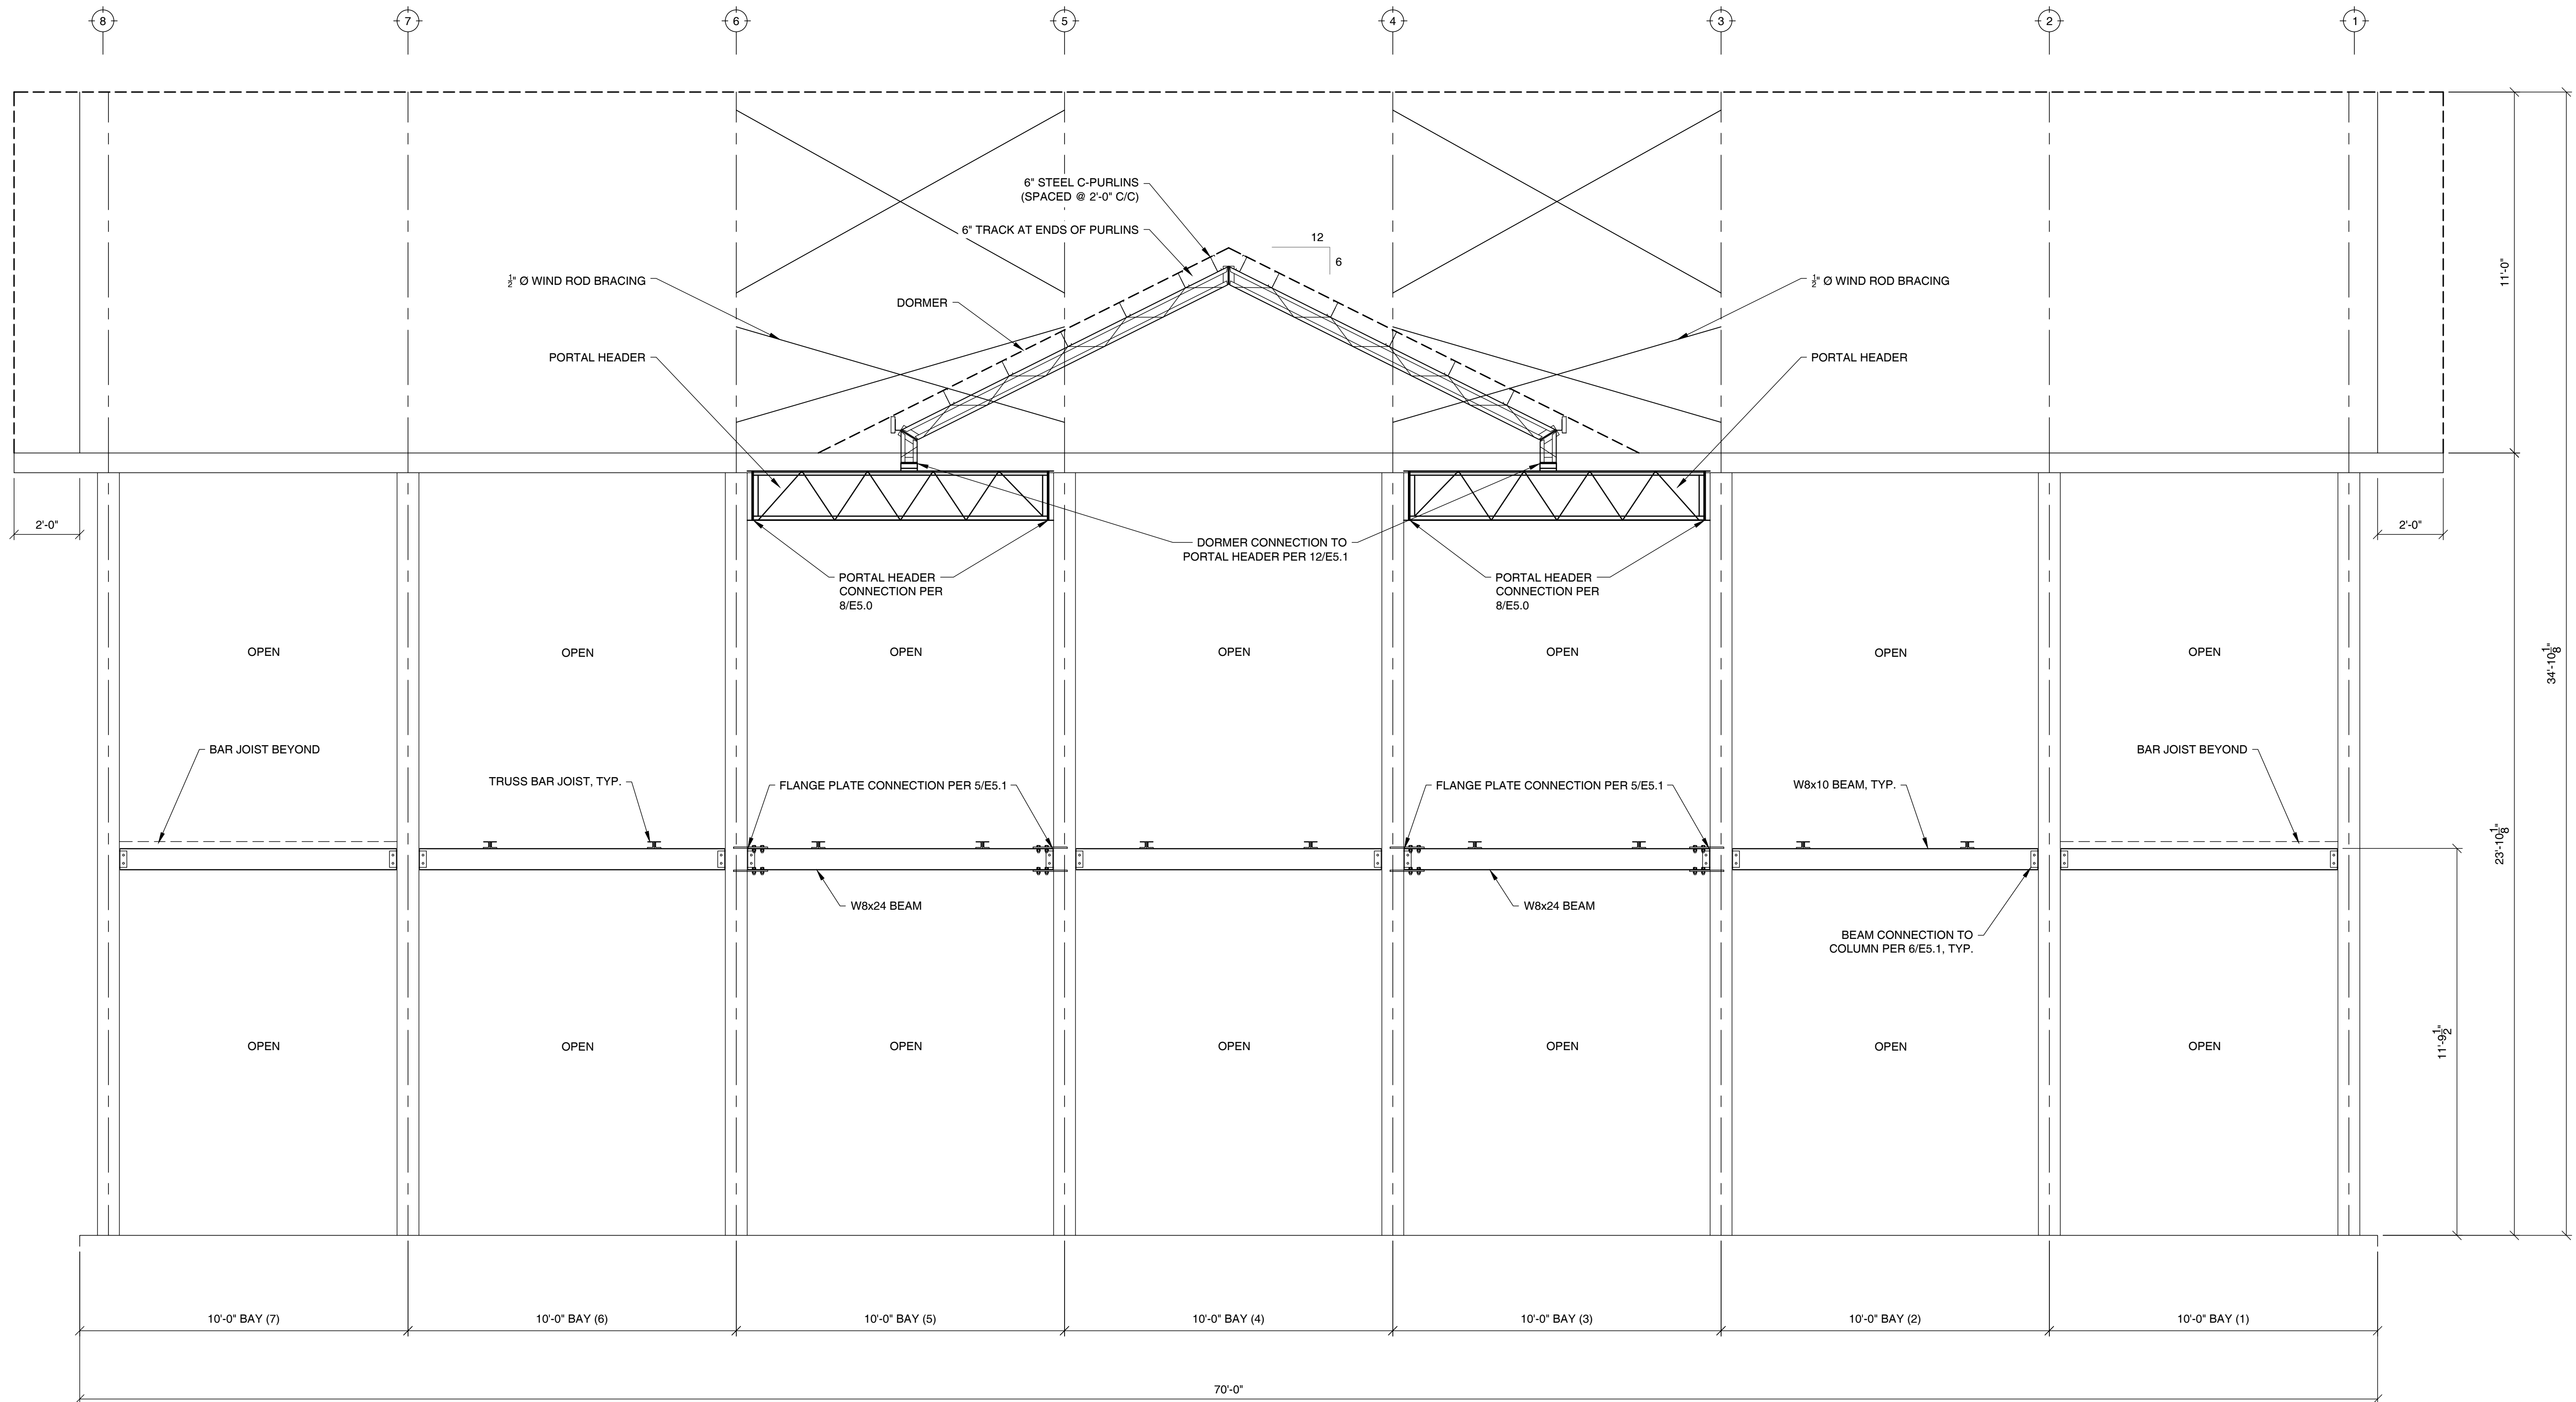 8
7
6
5
4
3
2
1
6" STEEL C-PURLINS
(SPACED @ 2'-0" C/C)
6" TRACK AT ENDS OF PURLINS
12
6
½" Ø WIND ROD BRACING
½" Ø WIND ROD BRACING
11'-0"
DORMER
PORTAL HEADER
PORTAL HEADER
2'-0"
2'-0"
DORMER CONNECTION TO
PORTAL HEADER PER 12/E5.1
PORTAL HEADER
CONNECTION PER
8/E5.0
PORTAL HEADER
CONNECTION PER
8/E5.0
OPEN
OPEN
OPEN
OPEN
OPEN
OPEN
OPEN
34'-10⅛"
BAR JOIST BEYOND
BAR JOIST BEYOND
TRUSS BAR JOIST, TYP.
FLANGE PLATE CONNECTION PER 5/E5.1
FLANGE PLATE CONNECTION PER 5/E5.1
W8x10 BEAM, TYP.
23'-10⅛"
W8x24 BEAM
W8x24 BEAM
BEAM CONNECTION TO
COLUMN PER 6/E5.1, TYP.
11'-9½"
OPEN
OPEN
OPEN
OPEN
OPEN
OPEN
OPEN
10'-0" BAY (7)
10'-0" BAY (6)
10'-0" BAY (5)
10'-0" BAY (4)
10'-0" BAY (3)
10'-0" BAY (2)
10'-0" BAY (1)
70'-0"